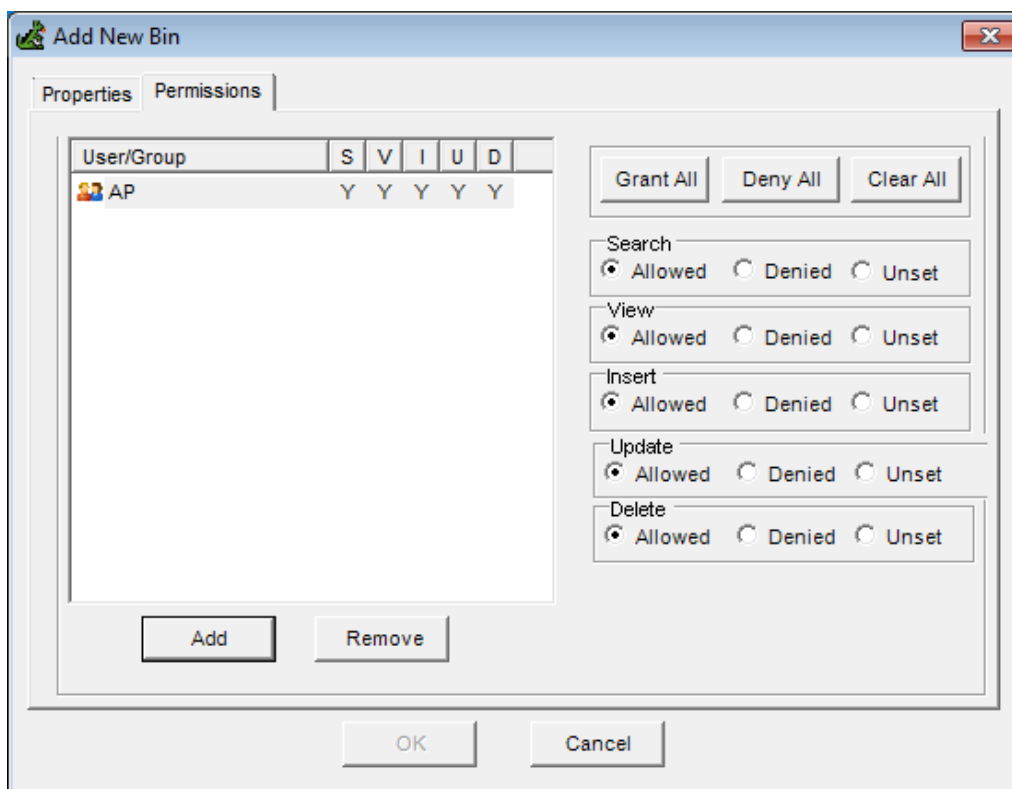 Add New Bin
Properties Permissions
User/Group S V I U D
AP Y Y Y Y Y
Grant All Deny All Clear All
Search
Allowed Denied Unset
View
Allowed Denied Unset
Insert
Allowed Denied Unset
Update
Allowed Denied Unset
Delete
Allowed Denied Unset
Add Remove
OK Cancel